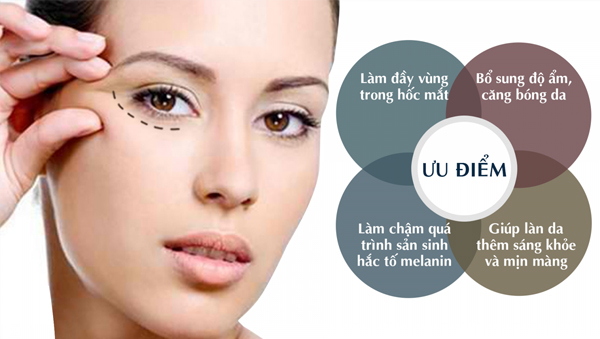 Làm đầy vùng
trong hốc mắt
Bổ sung độ ẩm,
căng bóng da
ƯU ĐIỂM
Làm chậm quá
trình sản sinh
hắc tố melanin
Giúp làn da
thêm sáng khỏe
và mịn màng